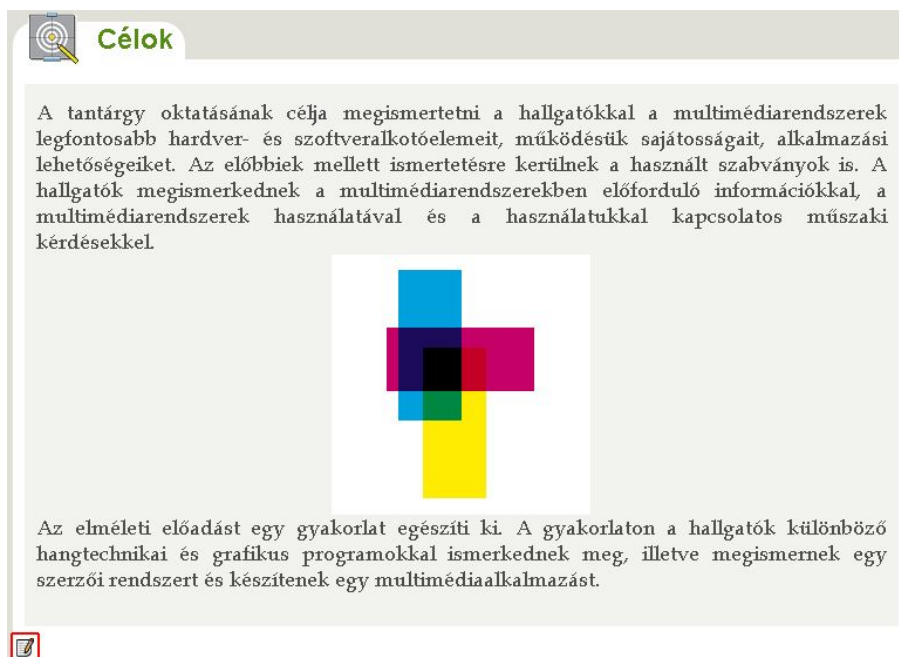 Célok
A tantárgy oktatásának célja megismertetni a hallgatókkal a multimédiarendszerek
legfontosabb hardver- és szoftveralkotóelemeit, működésük sajátosságait, alkalmazási
lehetőségeiket. Az előbbiek mellett ismertetésre kerülnek a használt szabványok is. A
hallgatók megismerkednek a multimédiarendszerekben előforduló információkkal, a
multimédiarendszerek használatával és a használatukkal kapcsolatos műszaki
kérdésekkel.
Az elméleti előadást egy gyakorlat egészíti ki. A gyakorlaton a hallgatók különböző
hangtechnikai és grafikus programokkal ismerkednek meg, illetve megismernek egy
szerzői rendszert és készítenek egy multimédiaalkalmazást.